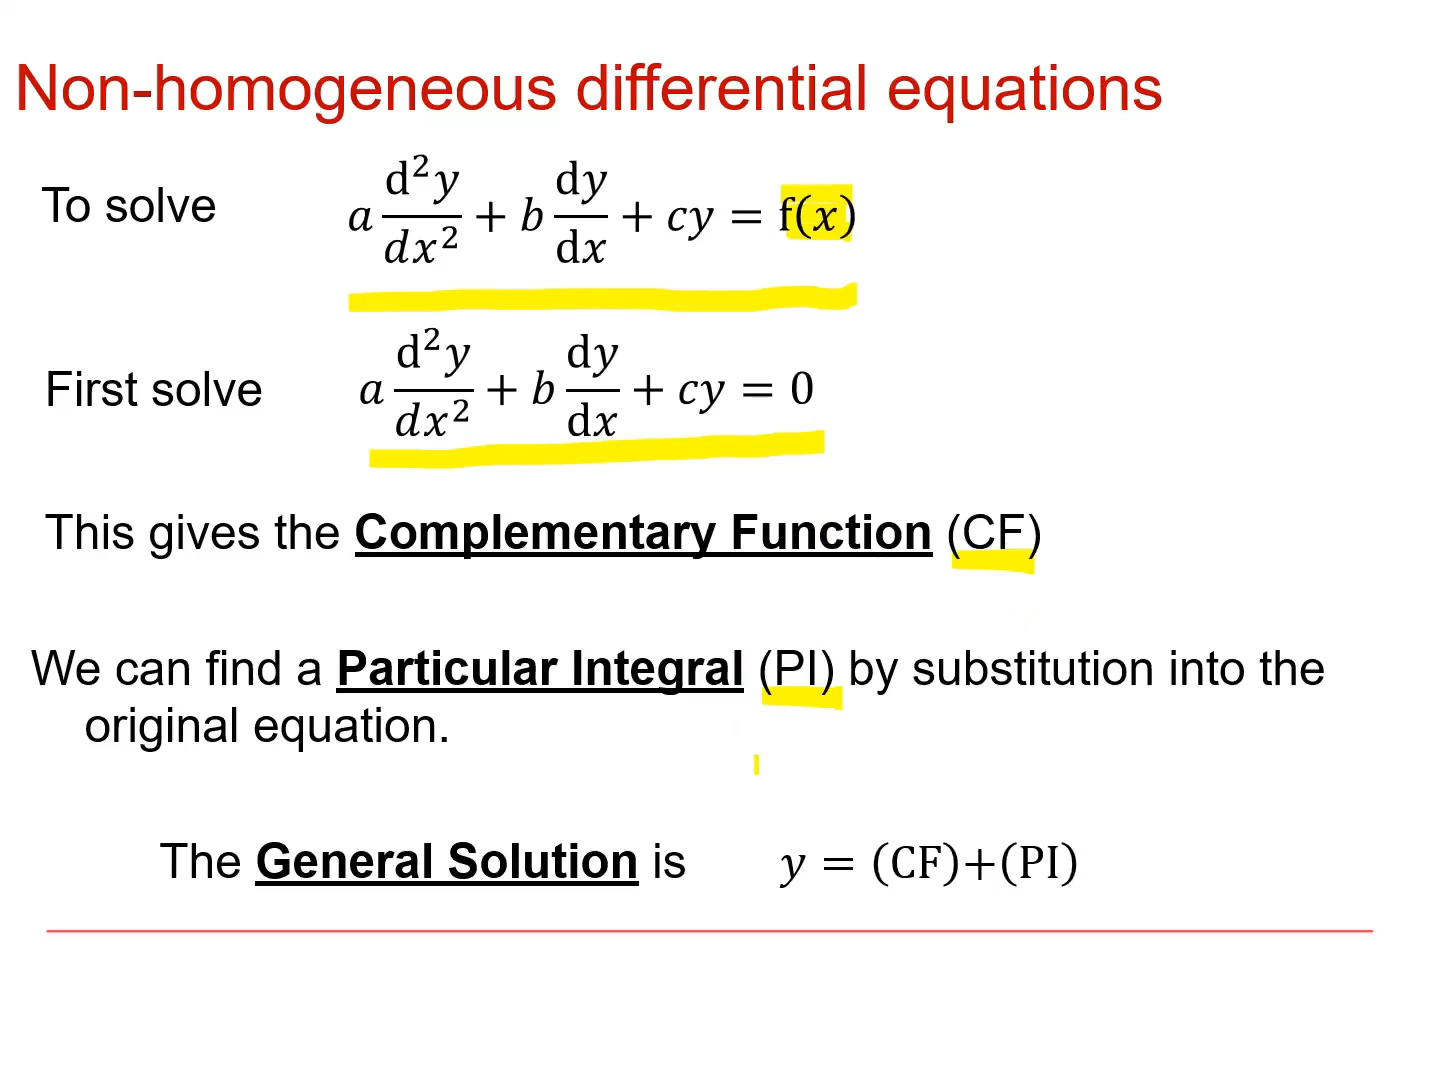 Non-homogeneous differential equations
To solve a d²y/dx² + b dy/dx + cy = f(x)
First solve a d²y/dx² + b dy/dx + cy = 0
This gives the Complementary Function (CF)
We can find a Particular Integral (PI) by substitution into the
original equation.
The General Solution is y = (CF)+(PI)